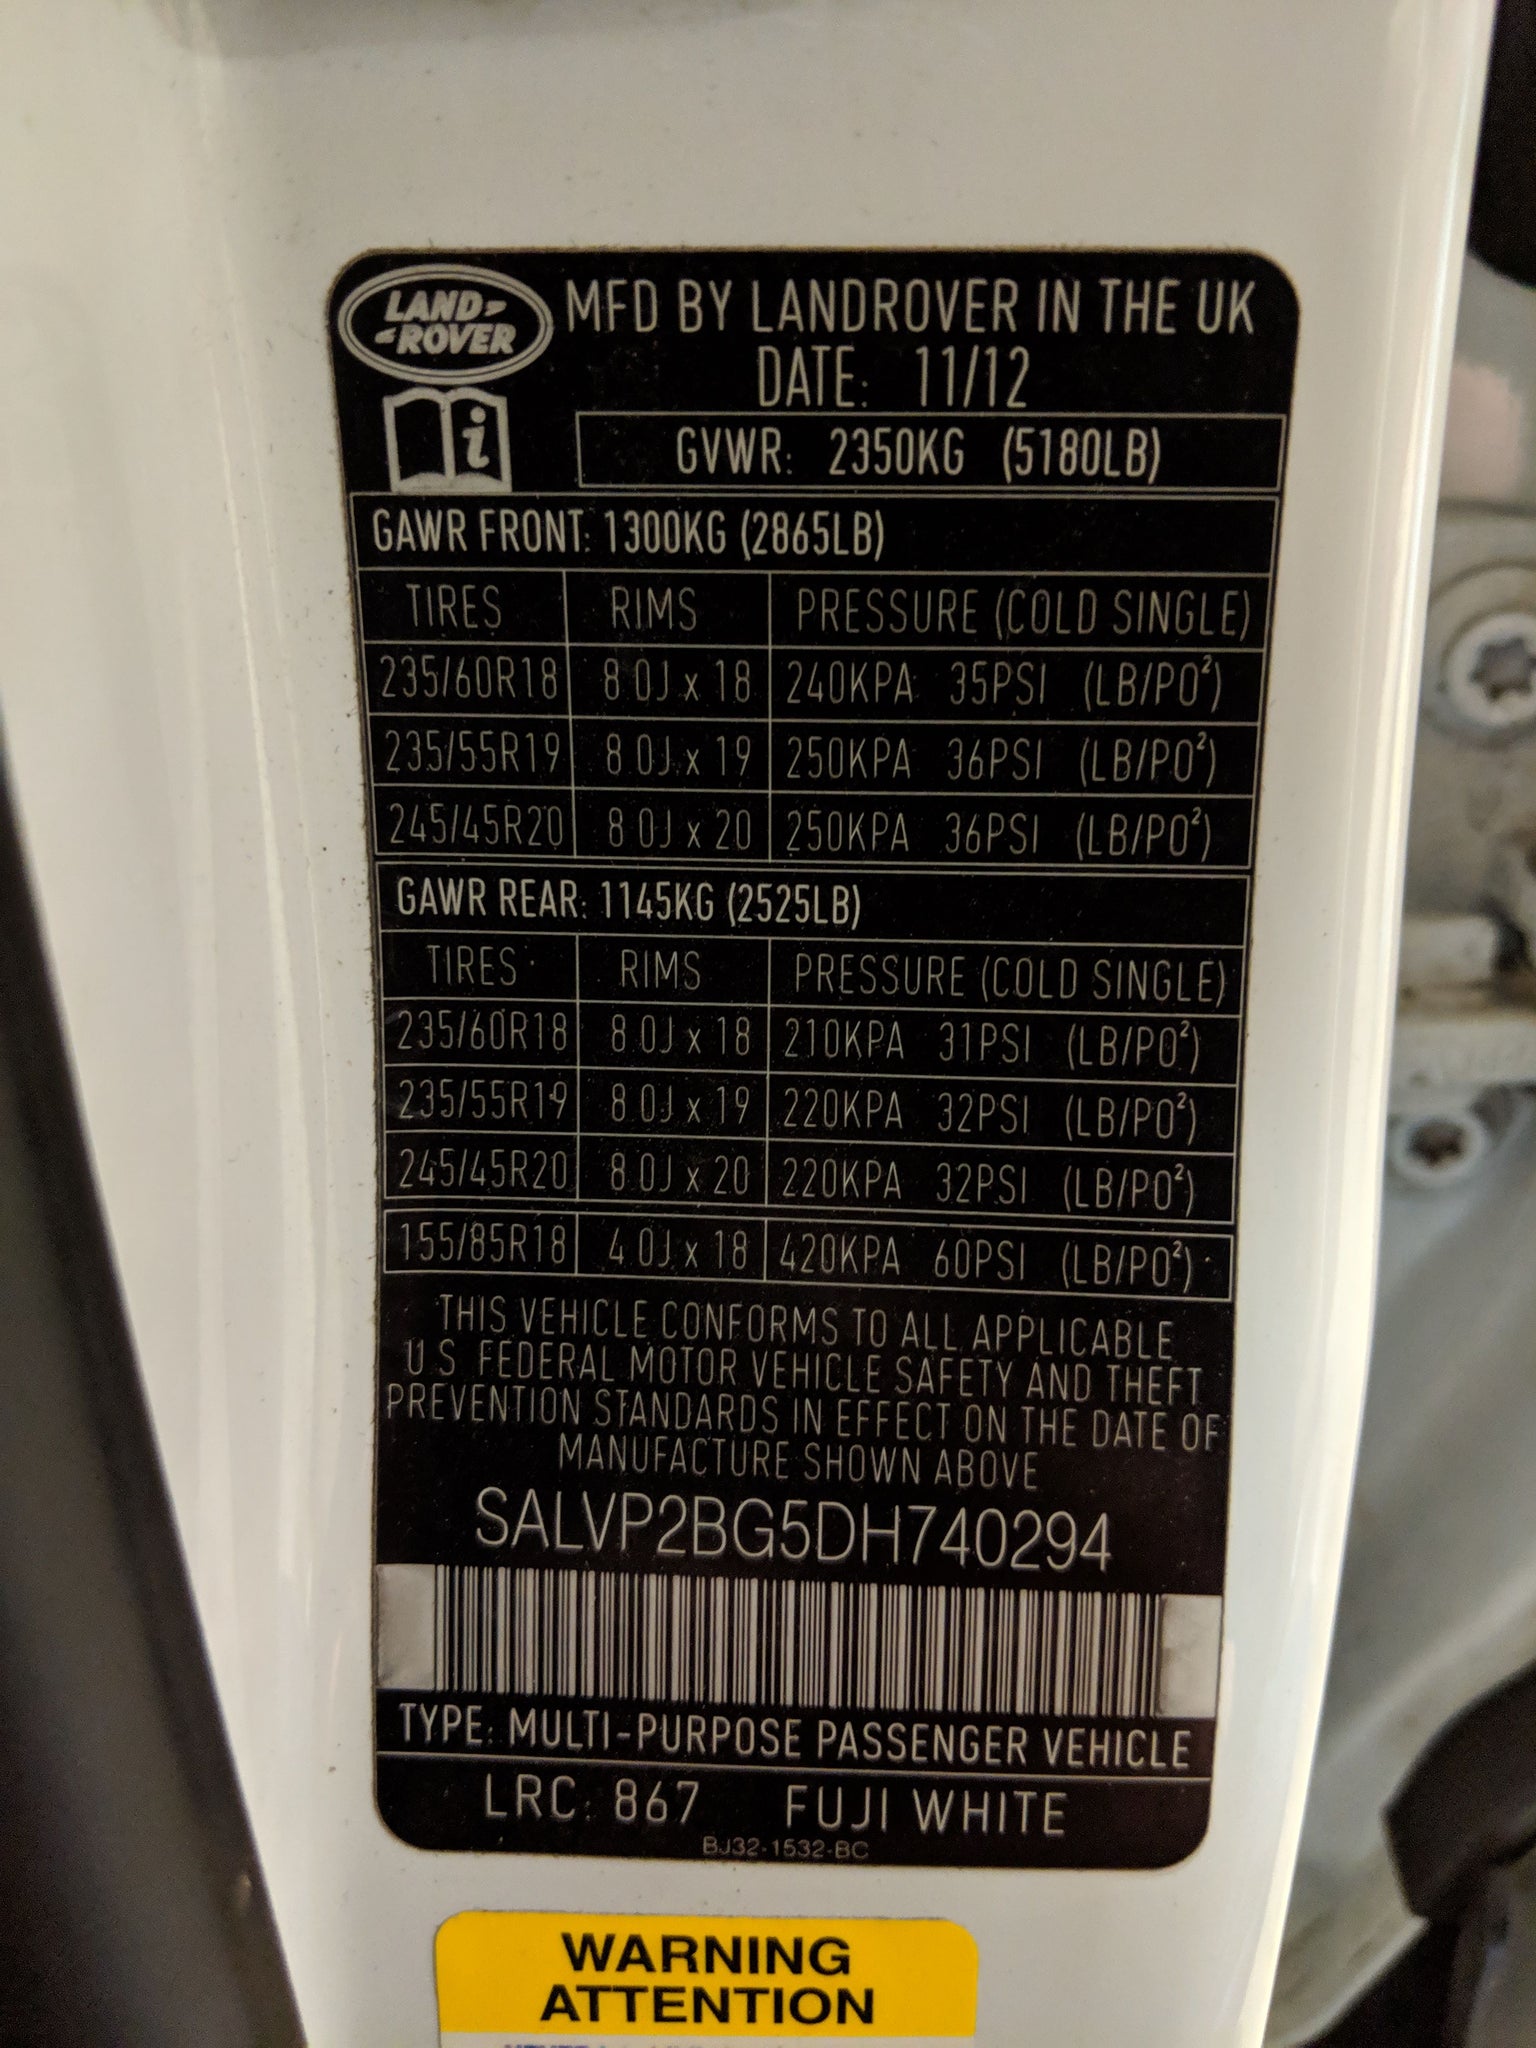 LAND
ROVER
MFD BY LANDROVER IN THE UK
DATE: 11/12
i
GVWR: 2350KG (5180LB)
GAWR FRONT: 1300KG (2865LB)
TIRES RIMS PRESSURE (COLD SINGLE)
235/60R18 8.0J x 18 240KPA 35PSI (LB/PO²)
235/55R19 8.0J x 19 250KPA 36PSI (LB/PO²)
245/45R20 8.0J x 20 250KPA 36PSI (LB/PO²)
GAWR REAR: 1145KG (2525LB)
TIRES RIMS PRESSURE (COLD SINGLE)
235/60R18 8.0J x 18 210KPA 31PSI (LB/PO²)
235/55R19 8.0J x 19 220KPA 32PSI (LB/PO²)
245/45R20 8.0J x 20 220KPA 32PSI (LB/PO²)
155/85R18 4.0J x 18 420KPA 60PSI (LB/PO²)
THIS VEHICLE CONFORMS TO ALL APPLICABLE
U.S. FEDERAL MOTOR VEHICLE SAFETY AND THEFT
PREVENTION STANDARDS IN EFFECT ON THE DATE OF
MANUFACTURE SHOWN ABOVE
SALVP2BG5DH740294
TYPE: MULTI-PURPOSE PASSENGER VEHICLE
LRC: 867 FUJI WHITE
BJ32-1532-BC
WARNING
ATTENTION